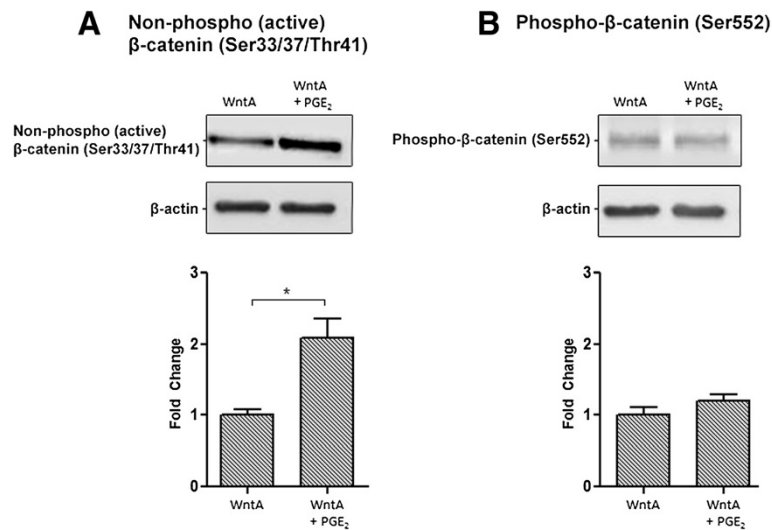 A
Non-phospho (active)
β-catenin (Ser33/37/Thr41)
WntA
WntA
+ PGE₂
Non-phospho (active)
β-catenin (Ser33/37/Thr41)
β-actin
3
2
1
0
Fold Change
*
WntA
WntA
+ PGE₂
B
Phospho-β-catenin (Ser552)
WntA
WntA
+ PGE₂
Phospho-β-catenin (Ser552)
β-actin
3
2
1
0
Fold Change
WntA
WntA
+ PGE₂